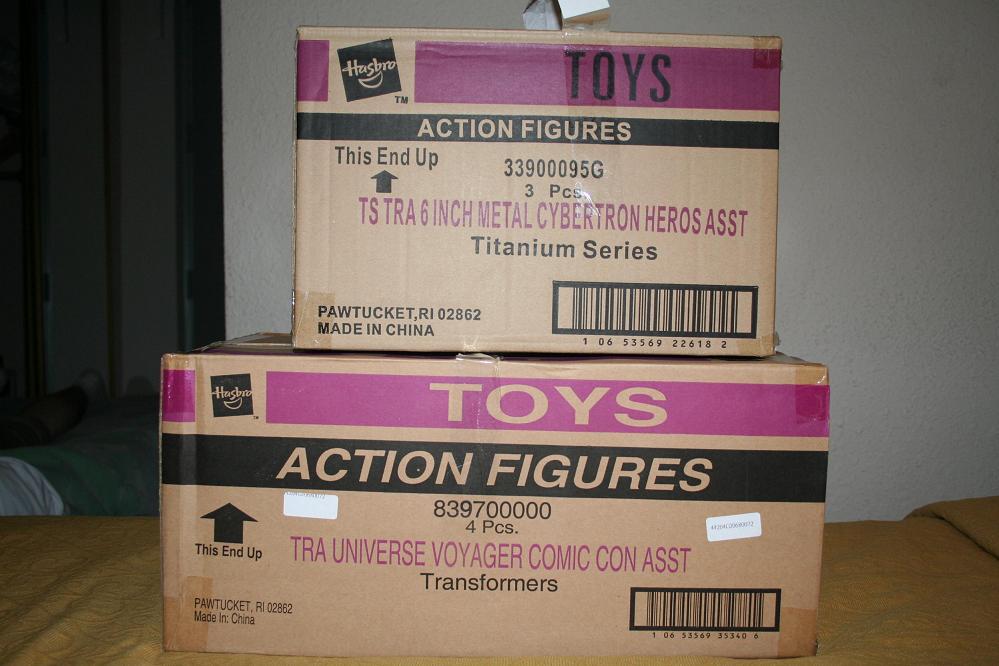 Hasbro
TM
TOYS
ACTION FIGURES
This End Up
33900095G
3 Pcs.
TS TRA 6 INCH METAL CYBERTRON HEROS ASST
Titanium Series
PAWTUCKET,RI 02862
MADE IN CHINA
1 06 53569 22618 2
Hasbro
TM
TOYS
ACTION FIGURES
839700000
4 Pcs.
This End Up
TRA UNIVERSE VOYAGER COMIC CON ASST
Transformers
PAWTUCKET, RI 02862
Made In: China
1 06 53569 35340 6